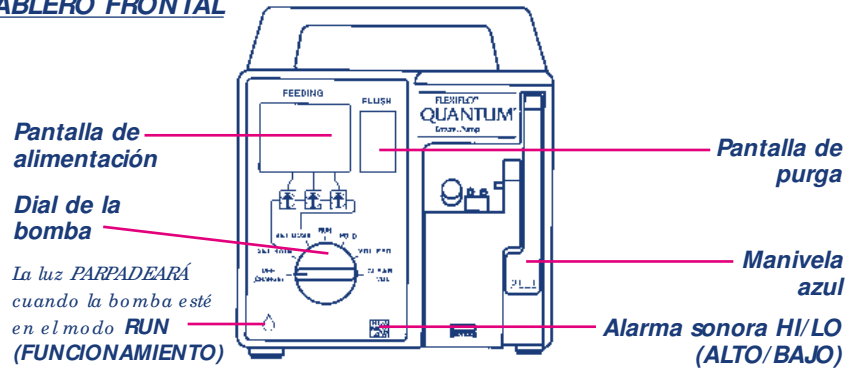 TABLERO FRONTAL
FEEDING
FLUSH
FLEXIFLO
QUANTUM
Pantalla de
alimentación
Dial de la
bomba
La luz PARPADEARÁ
cuando la bomba esté
en el modo RUN
(FUNCIONAMIENTO)
RUN
HOLD
Pantalla de
purga
Manivela
azul
Alarma sonora HI/LO
(ALTO/BAJO)